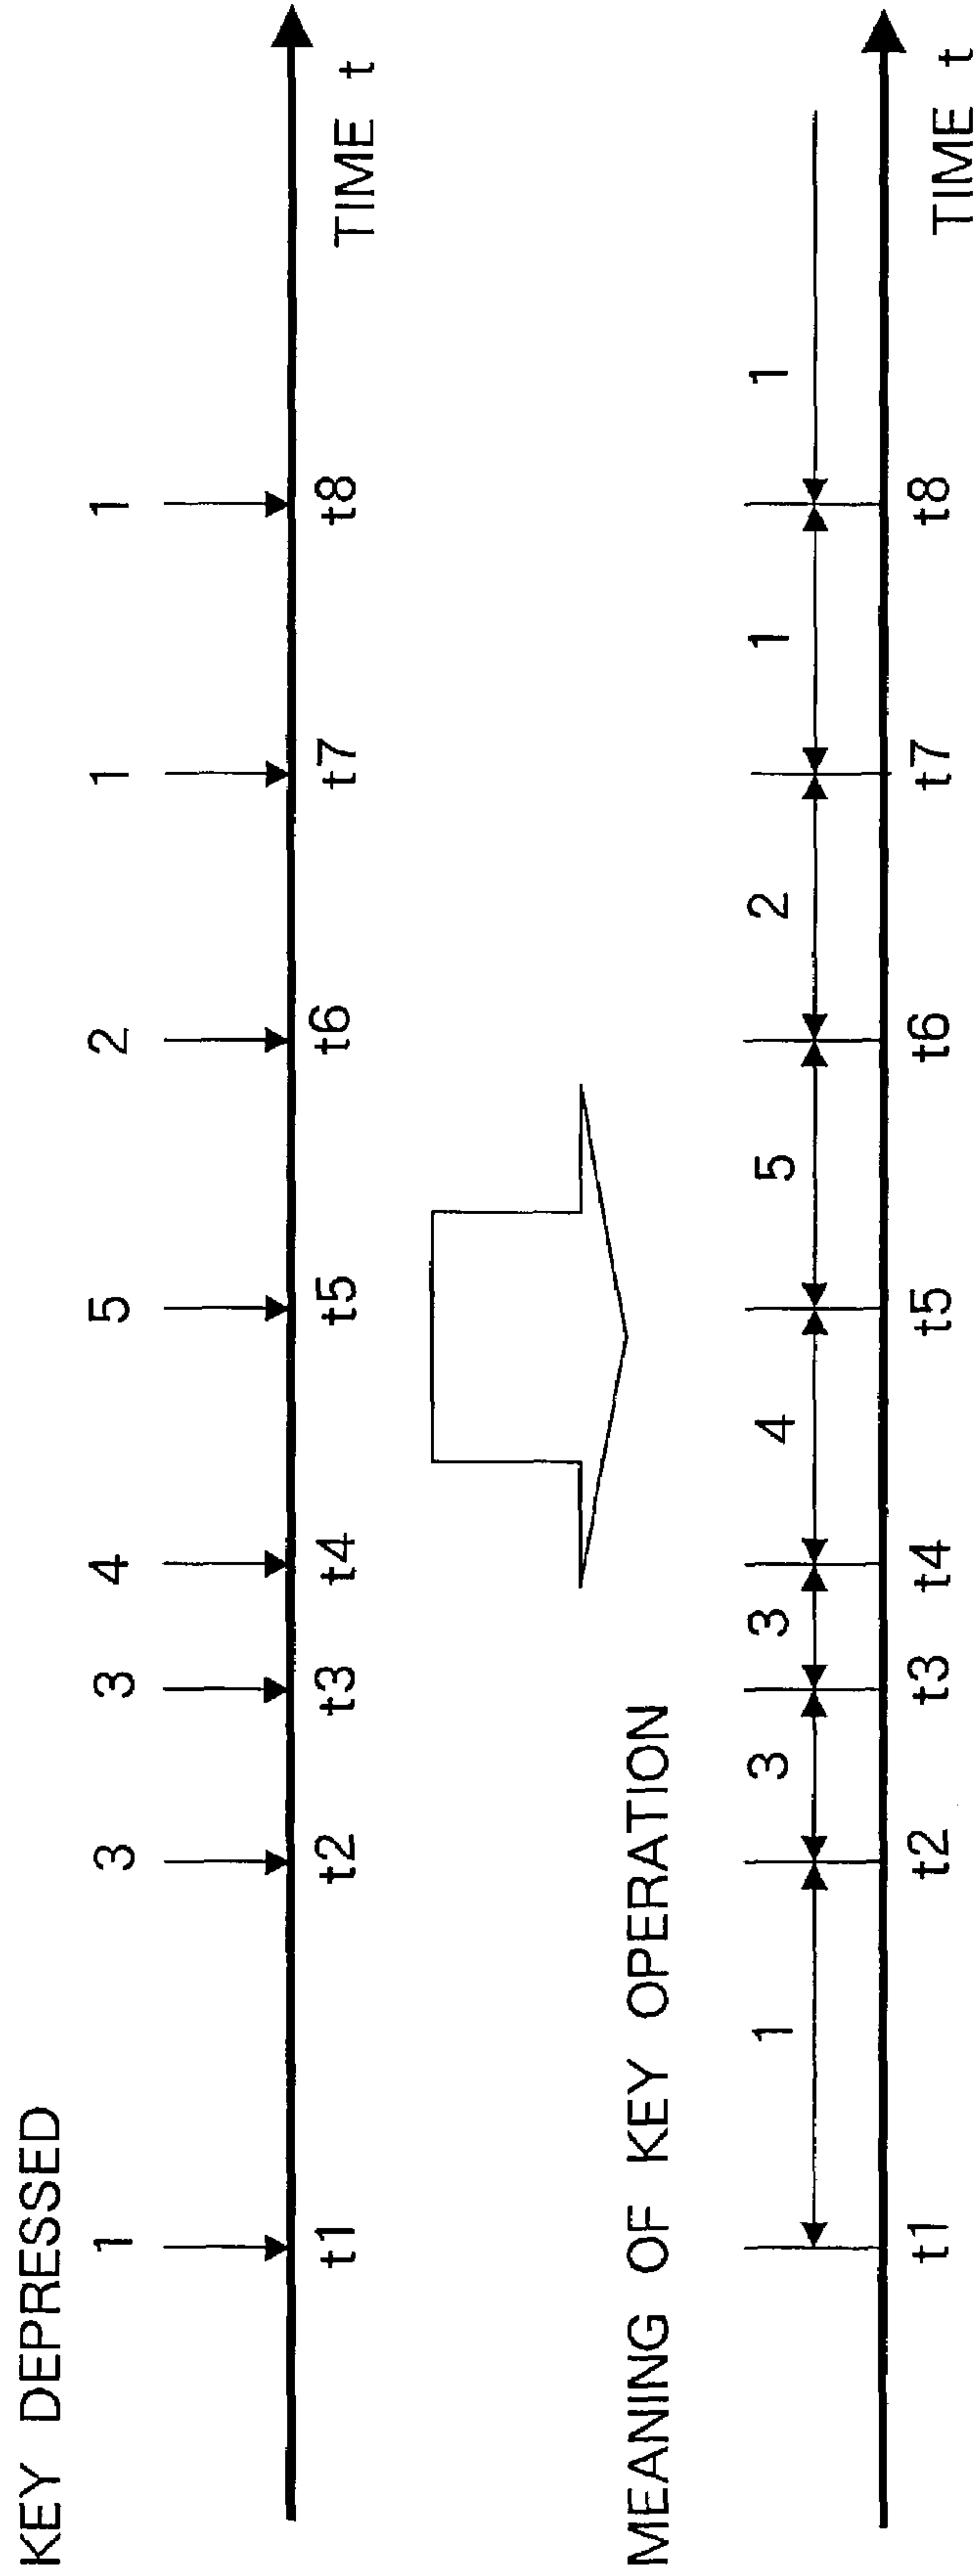 KEY DEPRESSED
1 3 3 4 5 2 1 1
t1 t2 t3 t4 t5 t6 t7 t8 TIME t
MEANING OF KEY OPERATION
1 3 3 4 5 2 1 1
t1 t2 t3 t4 t5 t6 t7 t8 TIME t